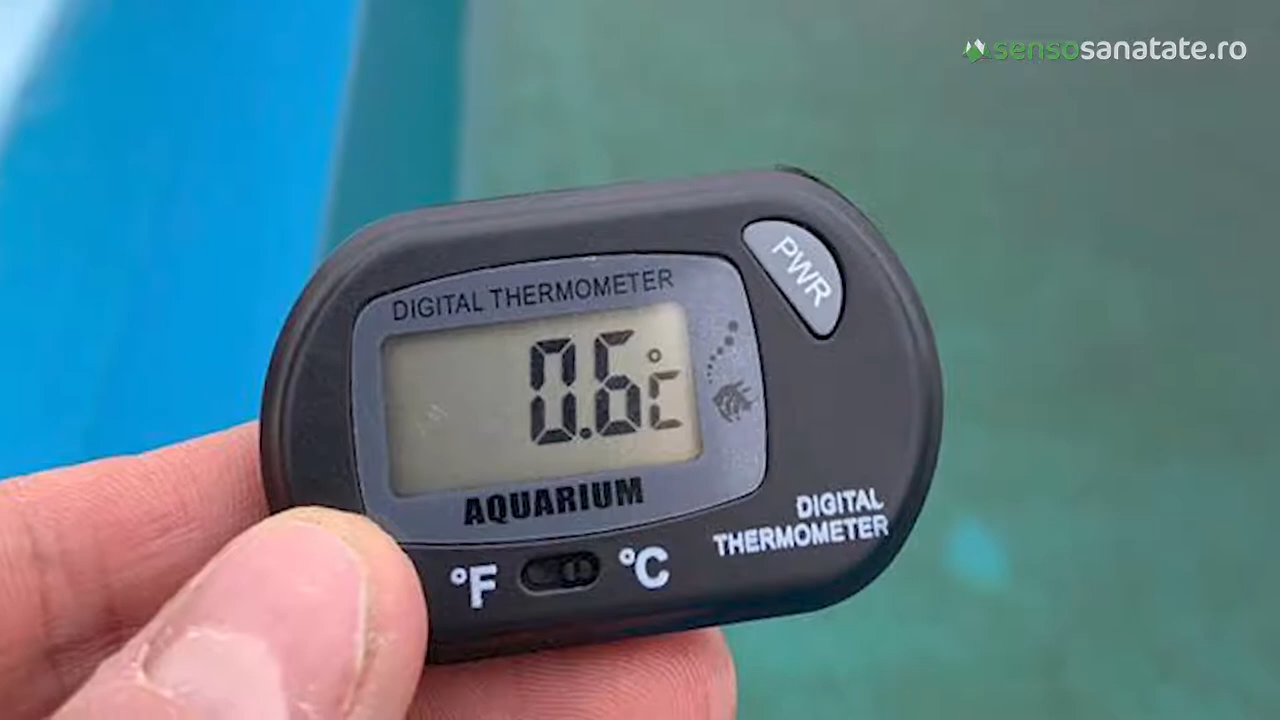 sensosanatate.ro
PWR
DIGITAL THERMOMETER
0.6°C
AQUARIUM
DIGITAL
THERMOMETER
°F °C